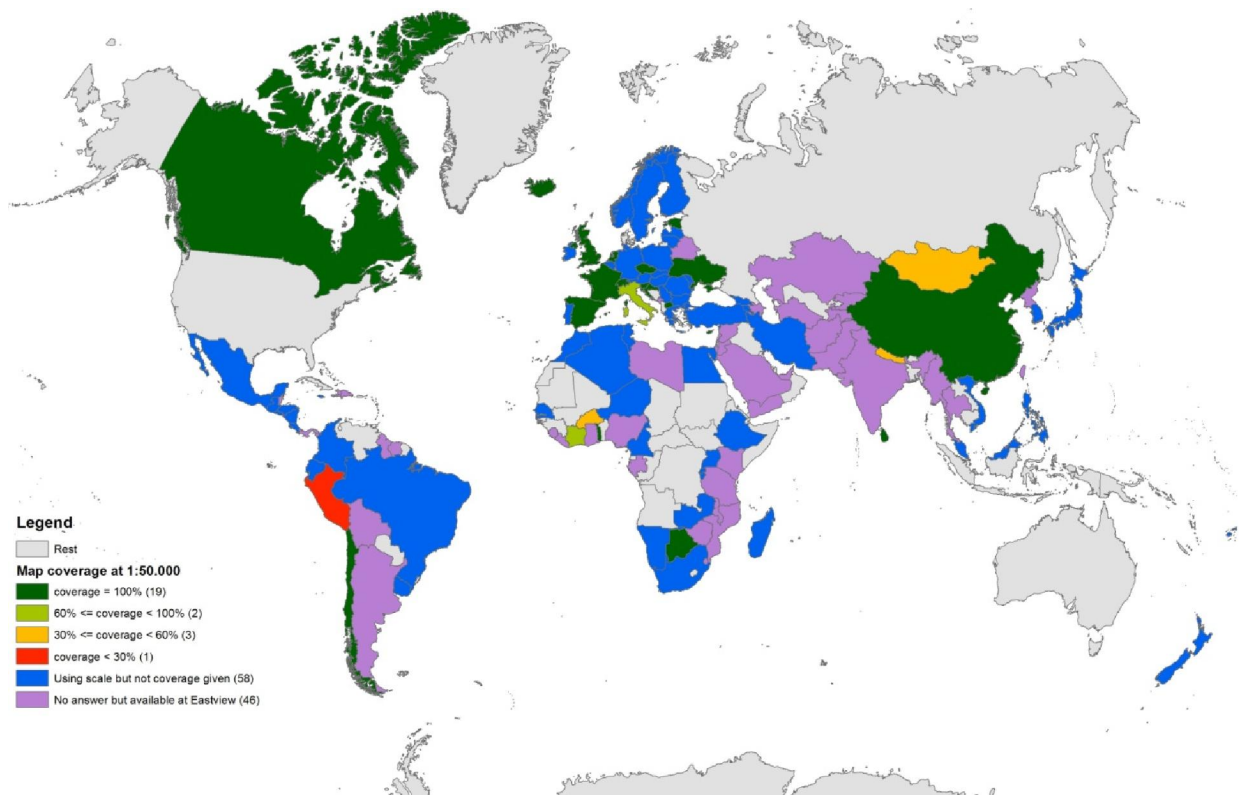 Legend
Rest
Map coverage at 1:50.000
coverage = 100% (19)
60% <= coverage < 100% (2)
30% <= coverage < 60% (3)
coverage < 30% (1)
Using scale but not coverage given (58)
No answer but available at Eastview (46)